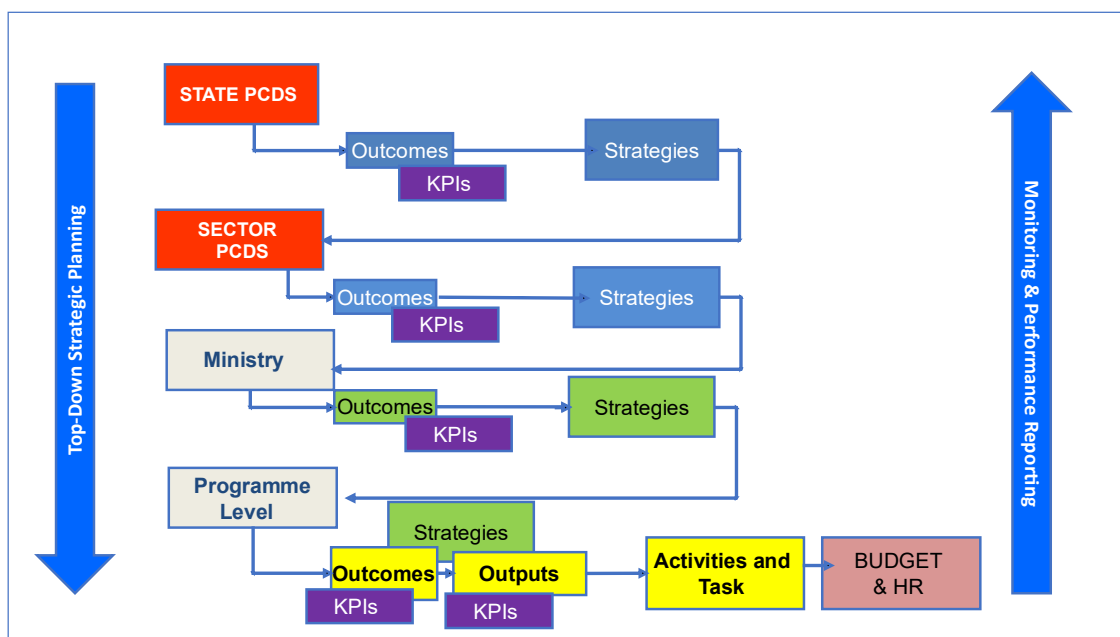 Top-Down Strategic Planning
STATE PCDS
Outcomes
KPIs
Strategies
SECTOR
PCDS
Outcomes
KPIs
Strategies
Ministry
Outcomes
KPIs
Strategies
Programme
Level
Strategies
Outcomes
KPIs
Outputs
KPIs
Activities and
Task
BUDGET
& HR
Monitoring & Performance Reporting